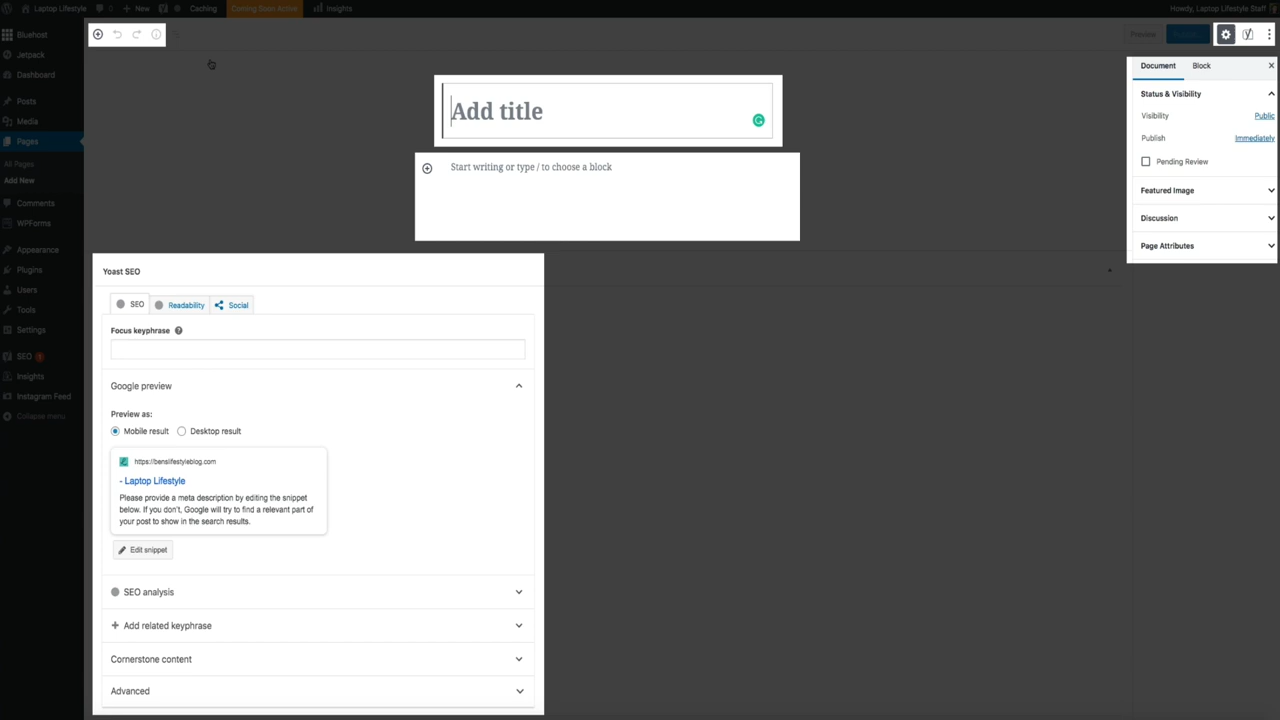 Laptop Lifestyle 0 New Caching Coming Soon Active Insights Howdy, Laptop Lifestyle Staff
Bluehost
Jetpack
Dashboard
Posts
Media
Pages
All Pages
Add New
Comments
WPForms
Appearance
Plugins
Users
Tools
Settings
SEO 1
Insights
Instagram Feed
Collapse menu
Preview
Add title
Start writing or type / to choose a block
Document Block
Status & Visibility
Visibility Public
Publish Immediately
Pending Review
Featured Image
Discussion
Page Attributes
Yoast SEO
SEO Readability Social
Focus keyphrase
Google preview
Preview as:
Mobile result Desktop result
https://benslifestyleblog.com
- Laptop Lifestyle
Please provide a meta description by editing the snippet
below. If you don't, Google will try to find a relevant part
of your post to show in the search results.
Edit snippet
SEO analysis
Add related keyphrase
Cornerstone content
Advanced